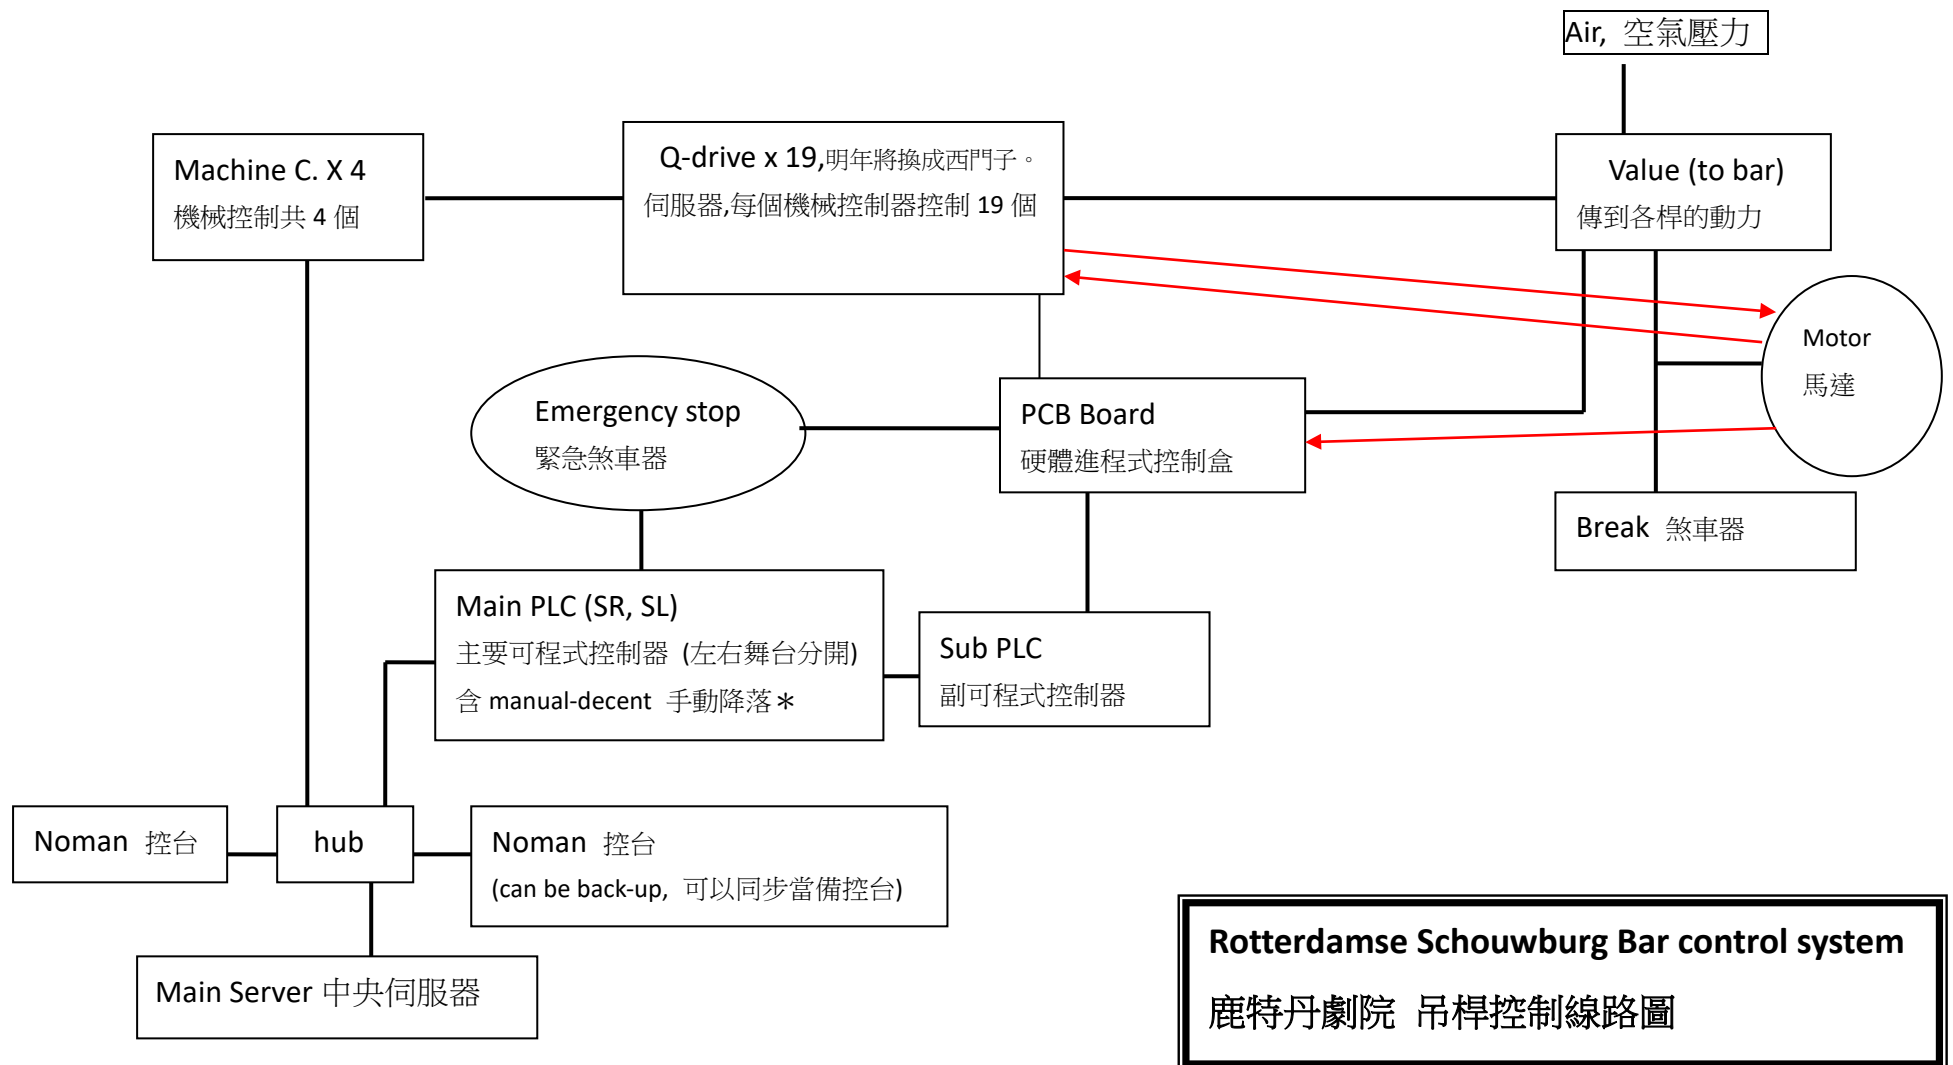 Air, 空氣壓力
Machine C. X 4
機械控制共 4 個
Q-drive x 19,明年將換成西門子。
伺服器,每個機械控制器控制 19 個
Value (to bar)
傳到各桿的動力
Motor
馬達
Emergency stop
緊急煞車器
PCB Board
硬體進程式控制盒
Break 煞車器
Main PLC (SR, SL)
主要可程式控制器 (左右舞台分開)
含 manual-decent 手動降落＊
Sub PLC
副可程式控制器
Noman 控台
hub
Noman 控台
(can be back-up, 可以同步當備控台)
Main Server 中央伺服器
Rotterdamse Schouwburg Bar control system
鹿特丹劇院 吊桿控制線路圖